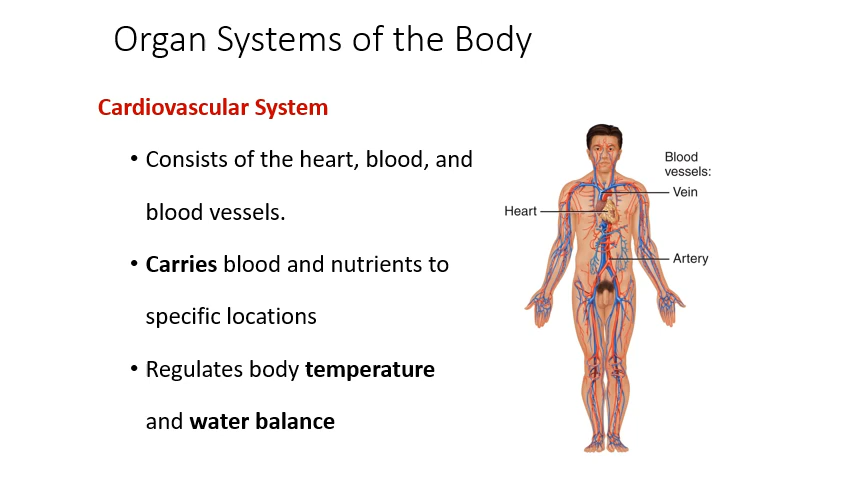 Organ Systems of the Body
Cardiovascular System
• Consists of the heart, blood, and
blood vessels.
• Carries blood and nutrients to
specific locations
• Regulates body temperature
and water balance
Blood
vessels:
Vein
Heart
Artery